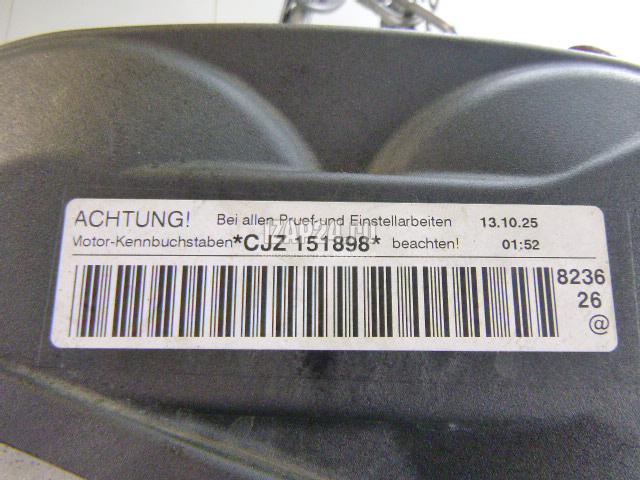 ACHTUNG! Bei allen Pruef-und Einstellarbeiten 13.10.25
Motor-Kennbuchstaben *CJZ 151898* beachten! 01:52
8236
26
@